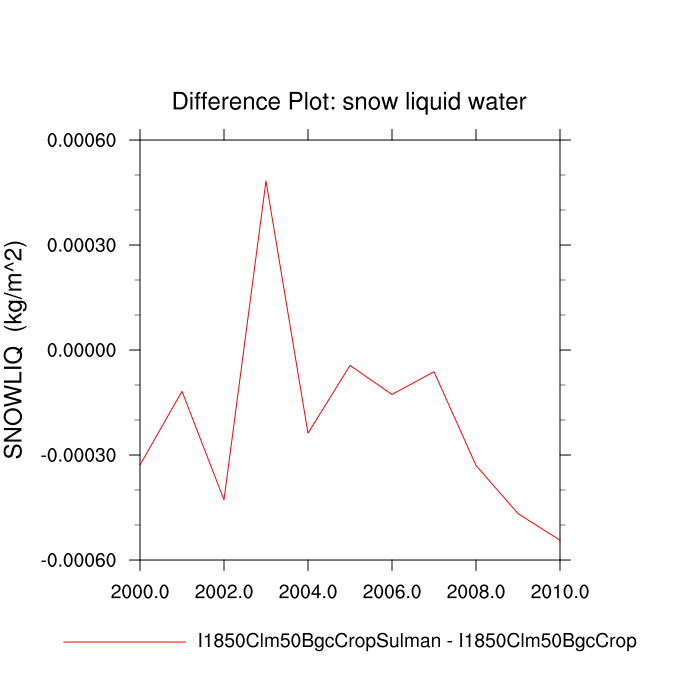 Difference Plot: snow liquid water
0.00060
0.00030
0.00000
-0.00030
-0.00060
SNOWLIQ (kg/m^2)
2000.0 2002.0 2004.0 2006.0 2008.0 2010.0
I1850Clm50BgcCropSulman - I1850Clm50BgcCrop